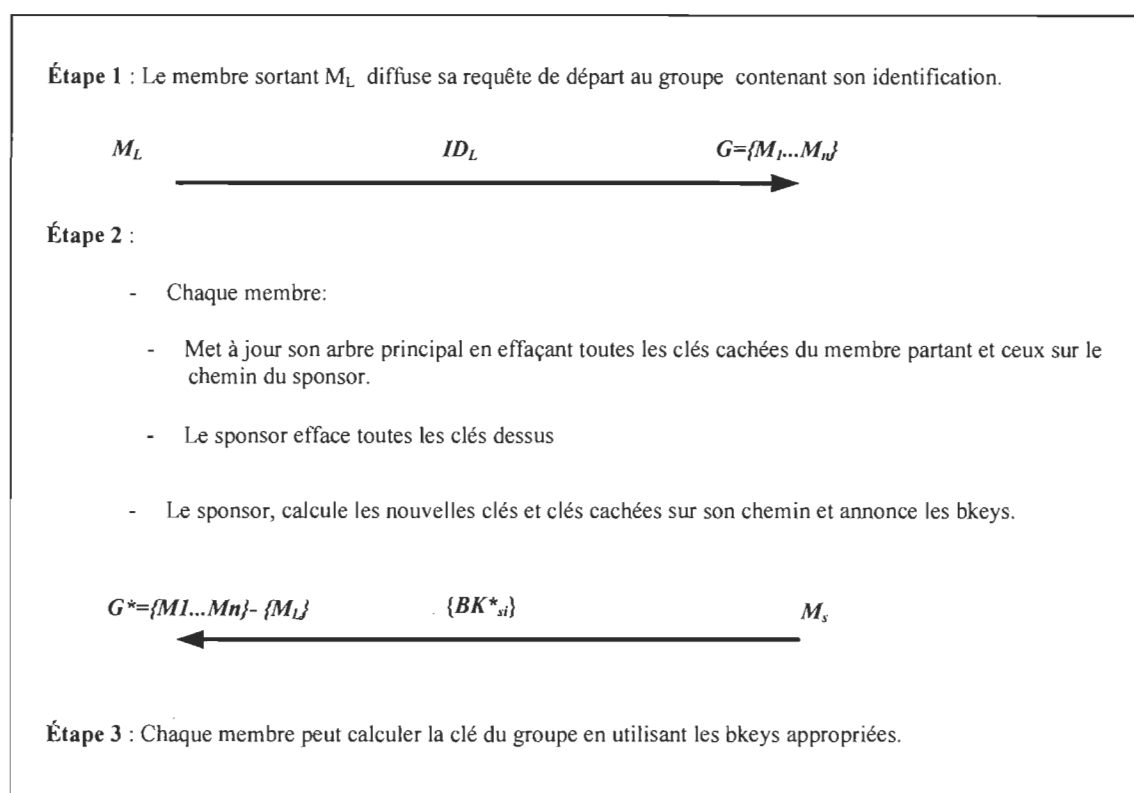 Étape 1 : Le membre sortant M_L diffuse sa requête de départ au groupe contenant son identification.
M_L ID_L G={M_1...M_n}
Étape 2 :
- Chaque membre:
- Met à jour son arbre principal en effaçant toutes les clés cachées du membre partant et ceux sur le
chemin du sponsor.
- Le sponsor efface toutes les clés dessus
- Le sponsor, calcule les nouvelles clés et clés cachées sur son chemin et annonce les bkeys.
G*={M1...Mn}- {M_L} {BK*_si} M_s
Étape 3 : Chaque membre peut calculer la clé du groupe en utilisant les bkeys appropriées.